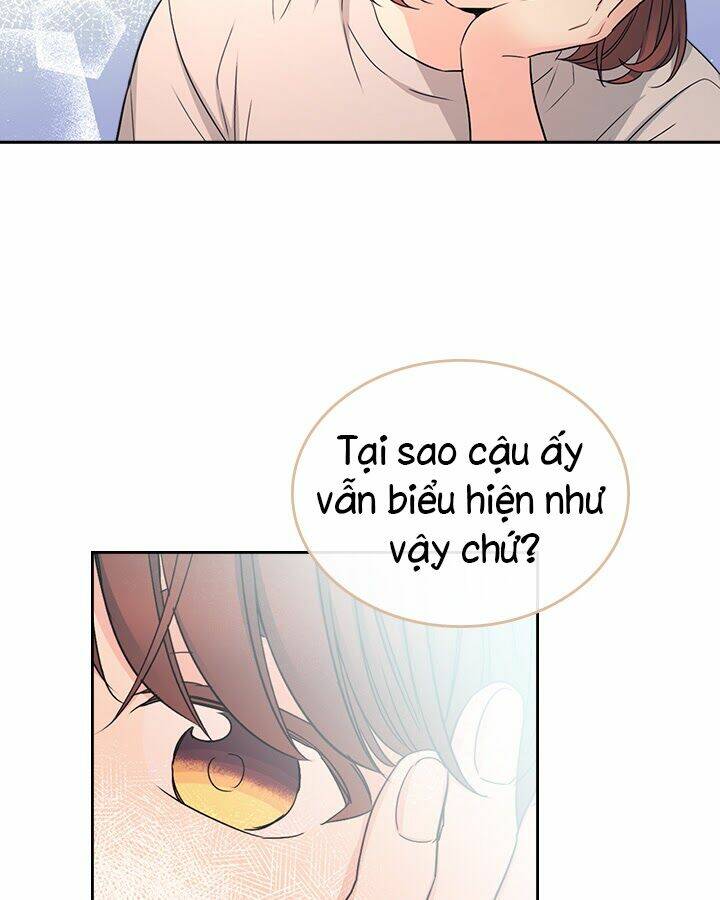 Tại sao cậu ấy
vẫn biểu hiện như
vậy chứ?